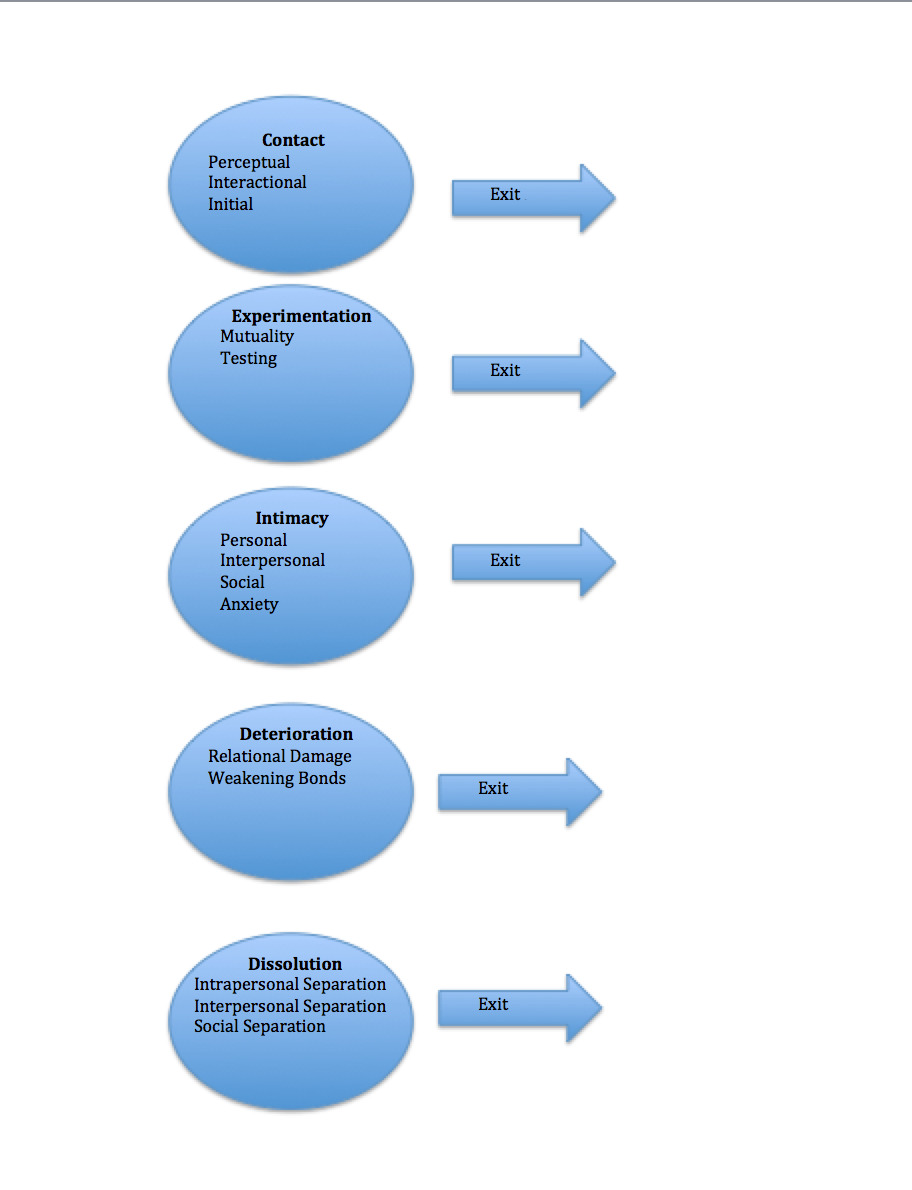 Contact
Perceptual
Interactional
Initial
Exit
Experimentation
Mutuality
Testing
Exit
Intimacy
Personal
Interpersonal
Social
Anxiety
Exit
Deterioration
Relational Damage
Weakening Bonds
Exit
Dissolution
Intrapersonal Separation
Interpersonal Separation
Social Separation
Exit